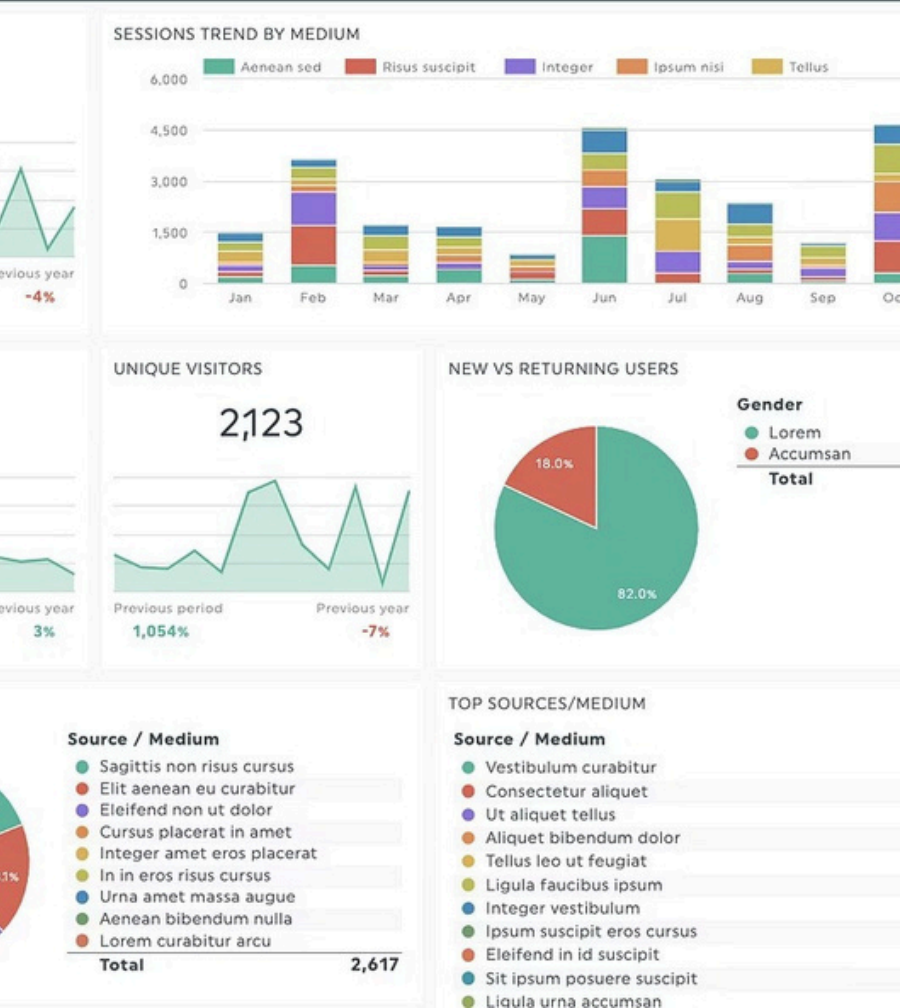 SESSIONS TREND BY MEDIUM
Aenean sed Risus suscipit Integer Ipsum nisi Tellus
6,000
4,500
3,000
1,500
0
Jan Feb Mar Apr May Jun Jul Aug Sep Oc
evious year
-4%
UNIQUE VISITORS
2,123
Previous period Previous year
1,054% -7%
evious year
3%
NEW VS RETURNING USERS
18.0%
82.0%
Gender
Lorem
Accumsan
Total
.1%
Source / Medium
Sagittis non risus cursus
Elit aenean eu curabitur
Eleifend non ut dolor
Cursus placerat in amet
Integer amet eros placerat
In in eros risus cursus
Urna amet massa augue
Aenean bibendum nulla
Lorem curabitur arcu
Total 2,617
TOP SOURCES/MEDIUM
Source / Medium
Vestibulum curabitur
Consectetur aliquet
Ut aliquet tellus
Aliquet bibendum dolor
Tellus leo ut feugiat
Ligula faucibus ipsum
Integer vestibulum
Ipsum suscipit eros cursus
Eleifend in id suscipit
Sit ipsum posuere suscipit
Ligula urna accumsan